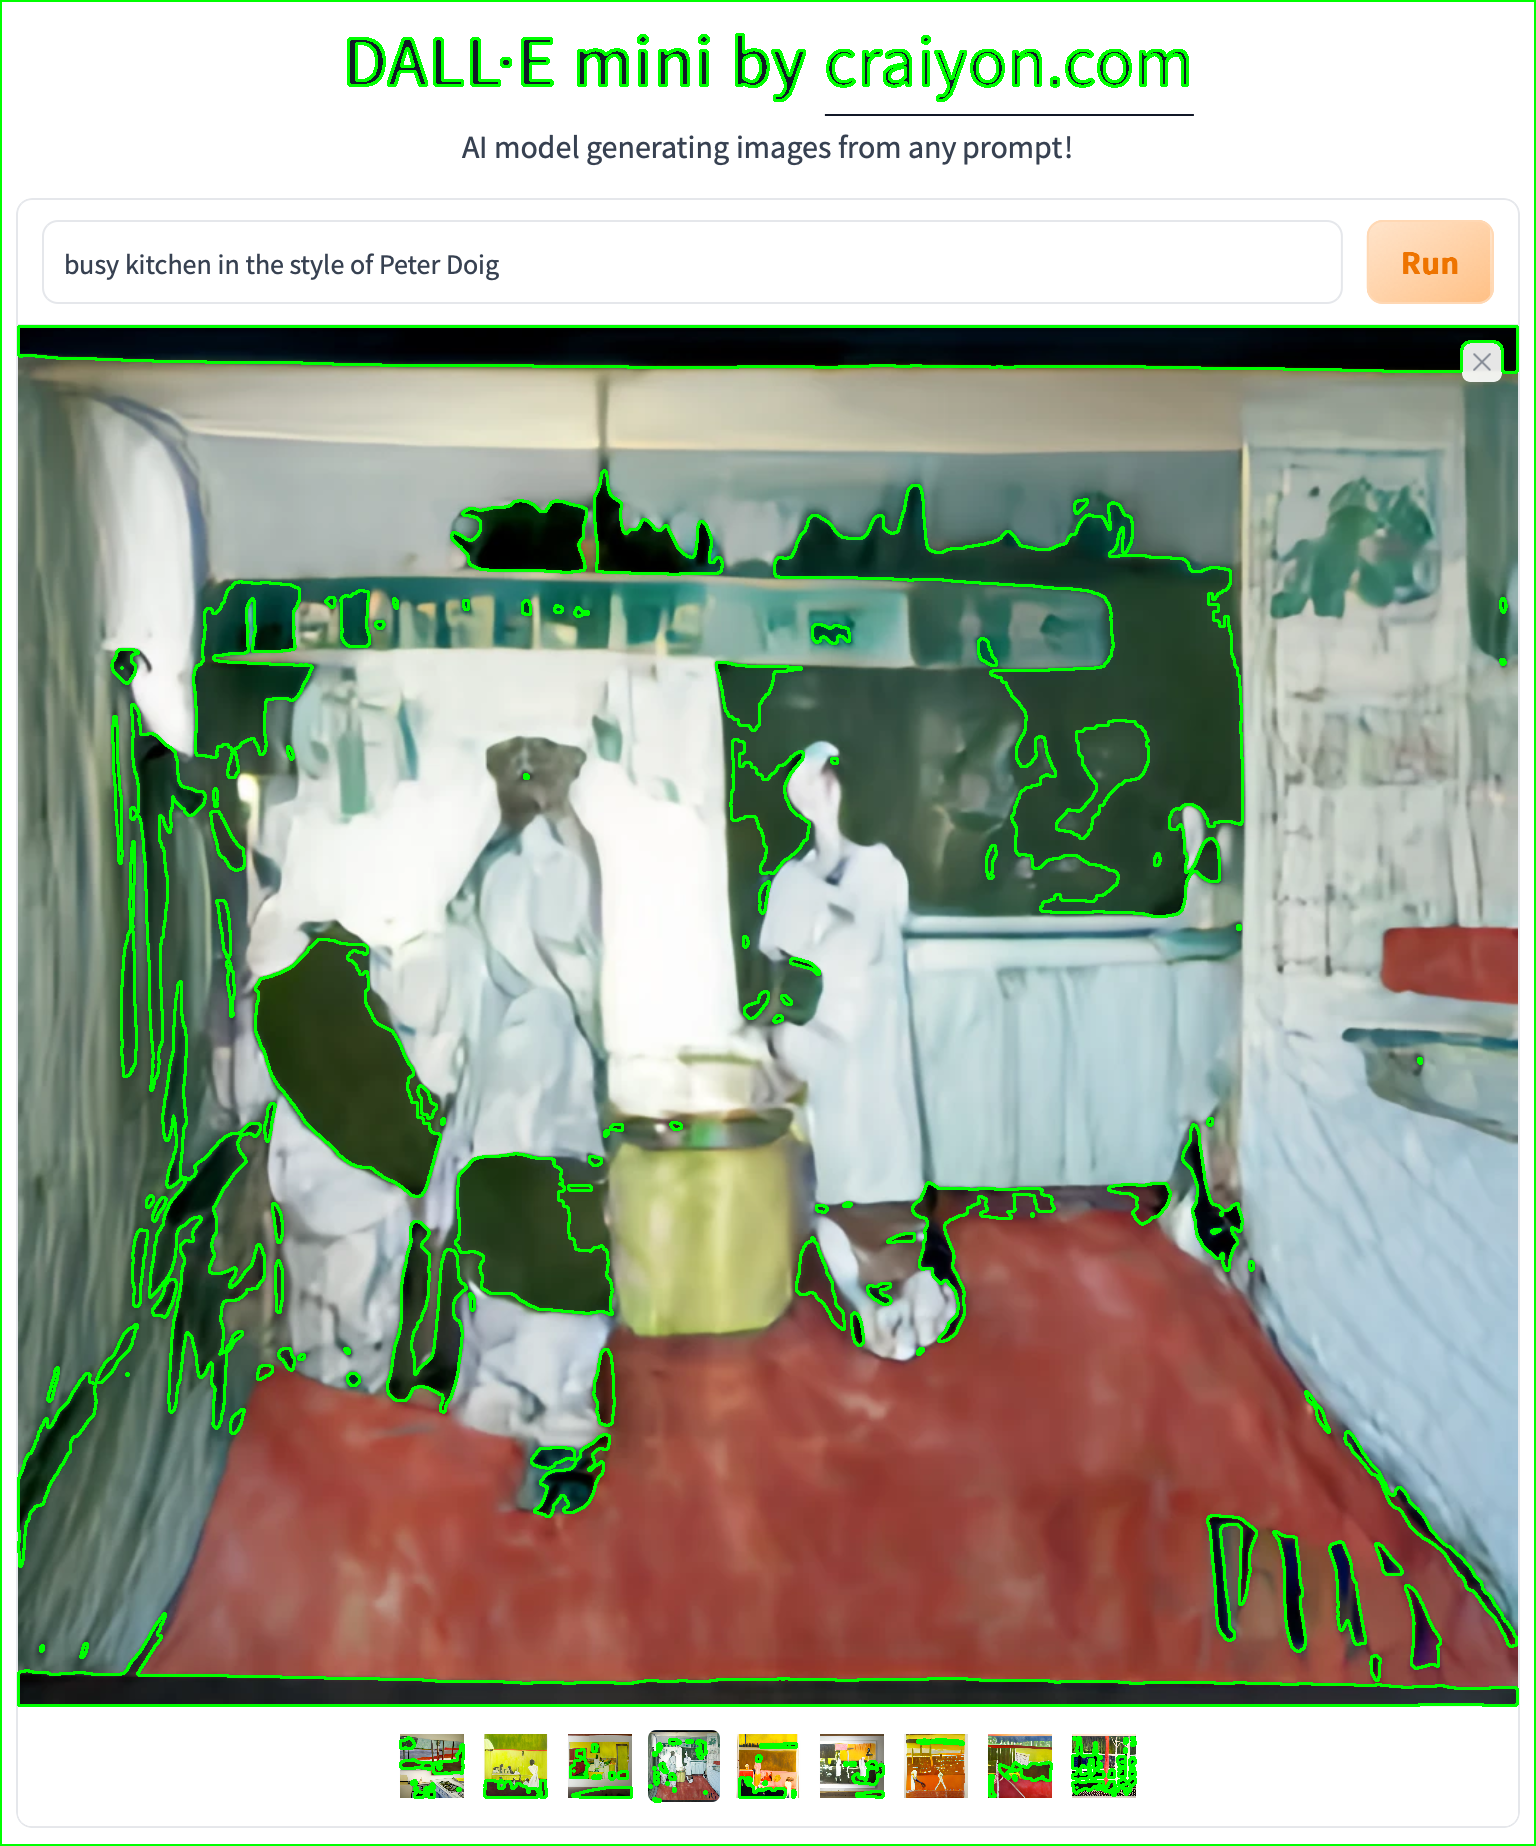 DALL·E mini by craiyon.com
AI model generating images from any prompt!
busy kitchen in the style of Peter Doig
Run